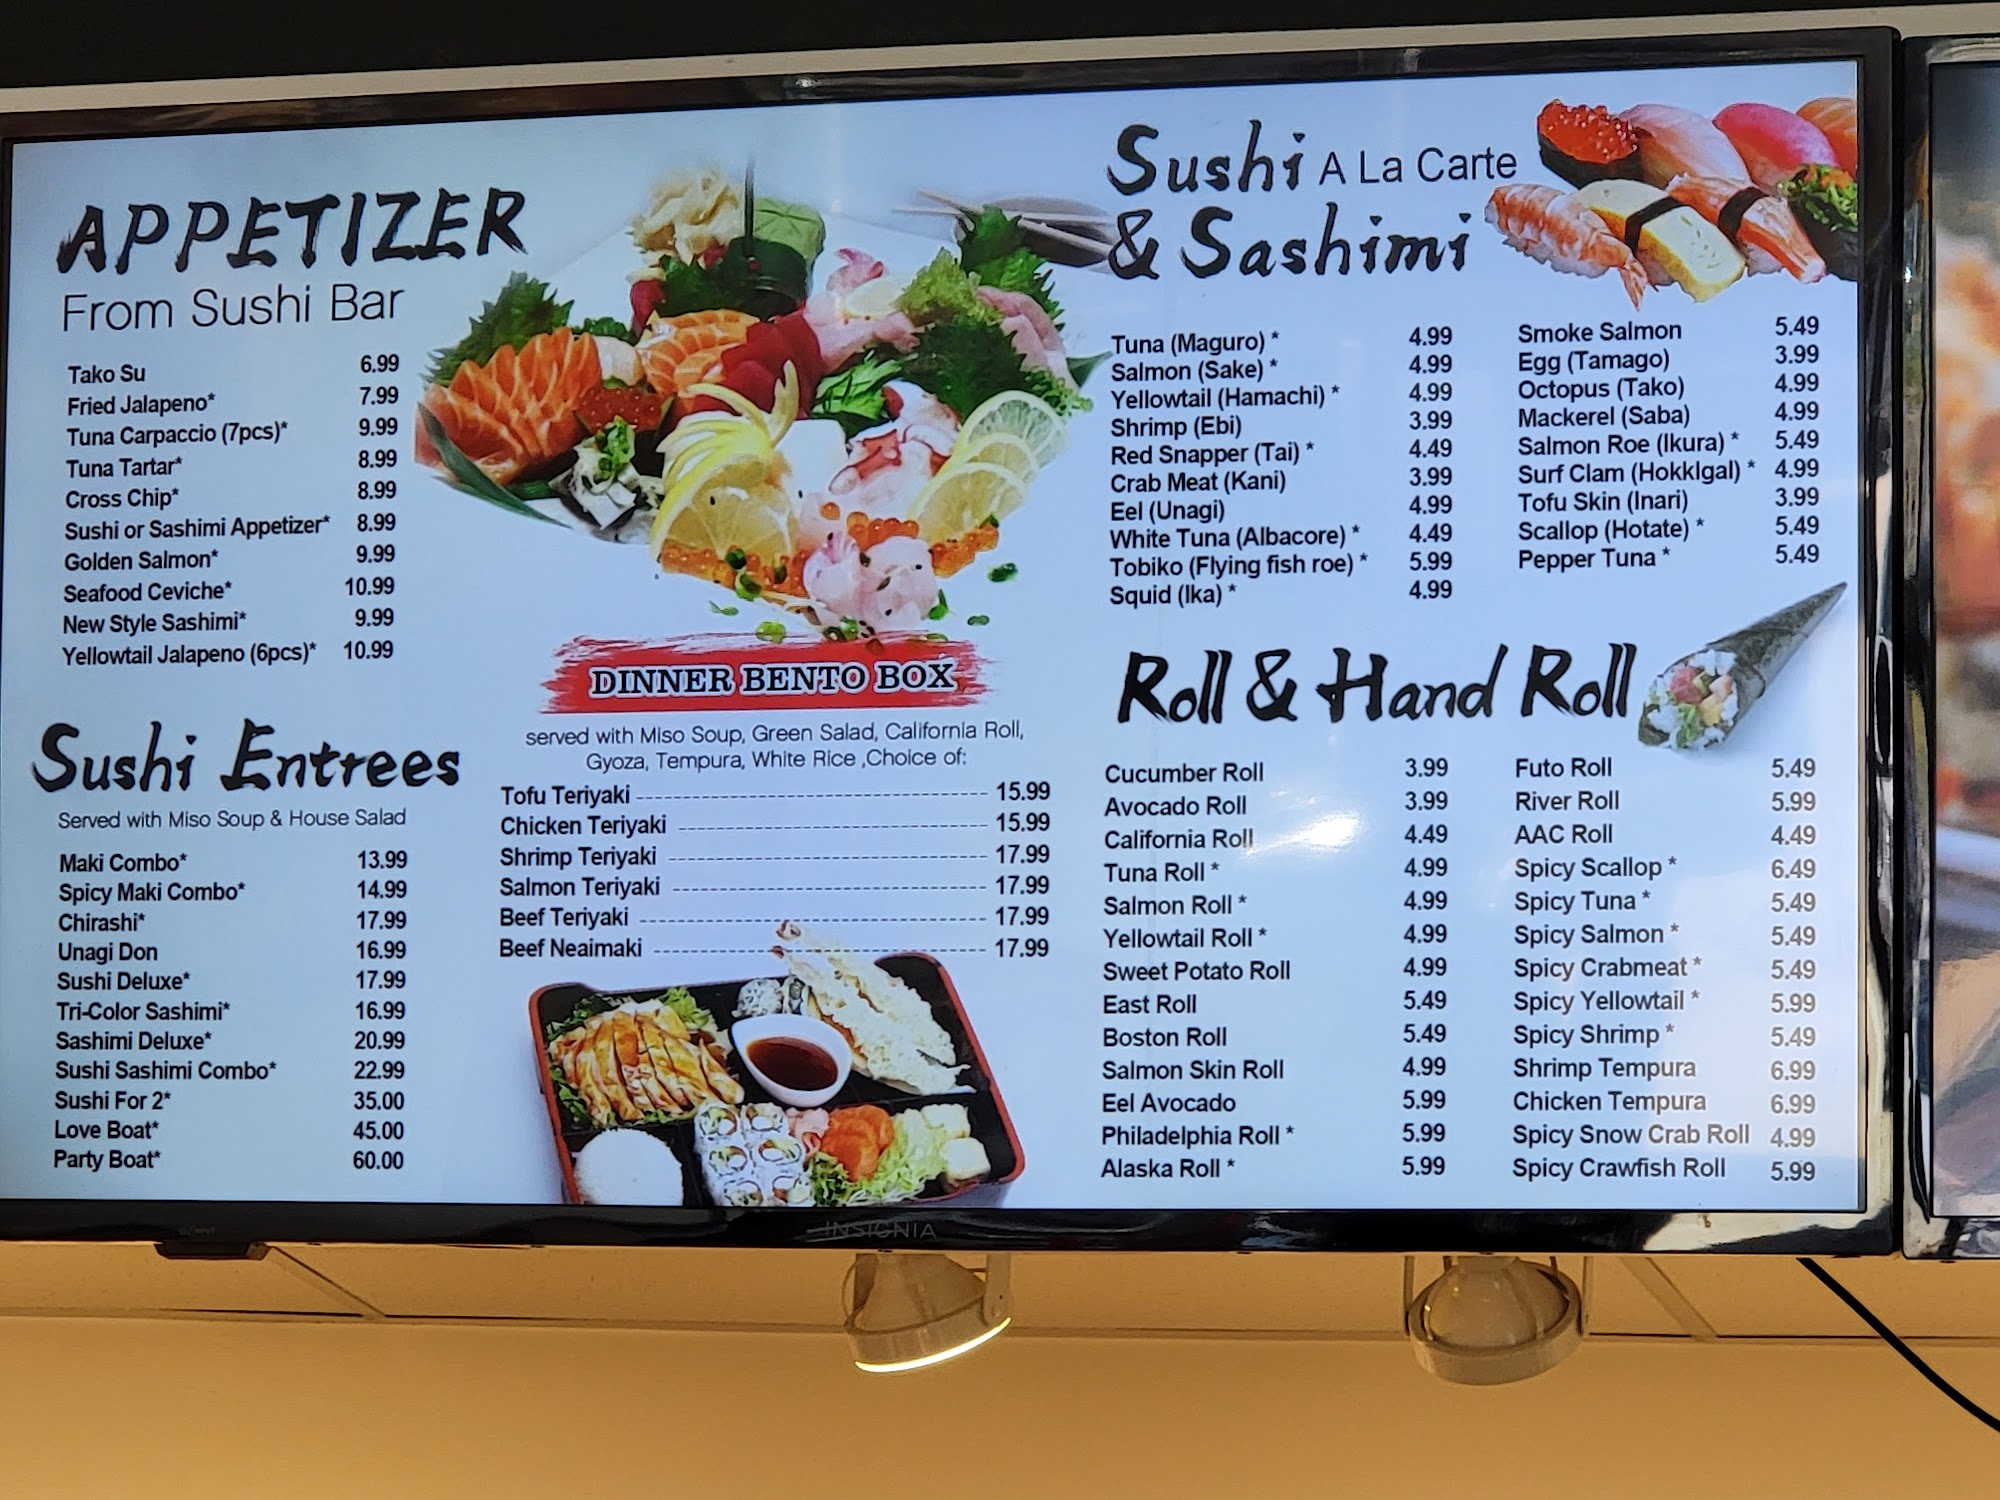 APPETIZER
From Sushi Bar
Tako Su 6.99
Fried Jalapeno* 7.99
Tuna Carpaccio (7pcs)* 9.99
Tuna Tartar* 8.99
Cross Chip* 8.99
Sushi or Sashimi Appetizer* 8.99
Golden Salmon* 9.99
Seafood Ceviche* 10.99
New Style Sashimi* 9.99
Yellowtail Jalapeno (6pcs)* 10.99
Sushi Entrees
Served with Miso Soup & House Salad
Maki Combo* 13.99
Spicy Maki Combo* 14.99
Chirashi* 17.99
Unagi Don 16.99
Sushi Deluxe* 17.99
Tri-Color Sashimi* 16.99
Sashimi Deluxe* 20.99
Sushi Sashimi Combo* 22.99
Sushi For 2* 35.00
Love Boat* 45.00
Party Boat* 60.00
DINNER BENTO BOX
served with Miso Soup, Green Salad, California Roll,
Gyoza, Tempura, White Rice ,Choice of:
Tofu Teriyaki 15.99
Chicken Teriyaki 15.99
Shrimp Teriyaki 17.99
Salmon Teriyaki 17.99
Beef Teriyaki 17.99
Beef Neaimaki 17.99
Sushi A La Carte
& Sashimi
Tuna (Maguro) * 4.99
Salmon (Sake) * 4.99
Yellowtail (Hamachi) * 4.99
Shrimp (Ebi) 3.99
Red Snapper (Tai) * 4.49
Crab Meat (Kani) 3.99
Eel (Unagi) 4.99
White Tuna (Albacore) * 4.49
Tobiko (Flying fish roe) * 5.99
Squid (Ika) * 4.99
Smoke Salmon 5.49
Egg (Tamago) 3.99
Octopus (Tako) 4.99
Mackerel (Saba) 4.99
Salmon Roe (Ikura) * 5.49
Surf Clam (HokkIgal) * 4.99
Tofu Skin (Inari) 3.99
Scallop (Hotate) * 5.49
Pepper Tuna * 5.49
Roll & Hand Roll
Cucumber Roll 3.99
Avocado Roll 3.99
California Roll 4.49
Tuna Roll * 4.99
Salmon Roll * 4.99
Yellowtail Roll * 4.99
Sweet Potato Roll 4.99
East Roll 5.49
Boston Roll 5.49
Salmon Skin Roll 4.99
Eel Avocado 5.99
Philadelphia Roll * 5.99
Alaska Roll * 5.99
Futo Roll 5.49
River Roll 5.99
AAC Roll 4.49
Spicy Scallop * 6.49
Spicy Tuna * 5.49
Spicy Salmon * 5.49
Spicy Crabmeat * 5.49
Spicy Yellowtail * 5.99
Spicy Shrimp * 5.49
Shrimp Tempura 6.99
Chicken Tempura 6.99
Spicy Snow Crab Roll 4.99
Spicy Crawfish Roll 5.99
INSIGNIA